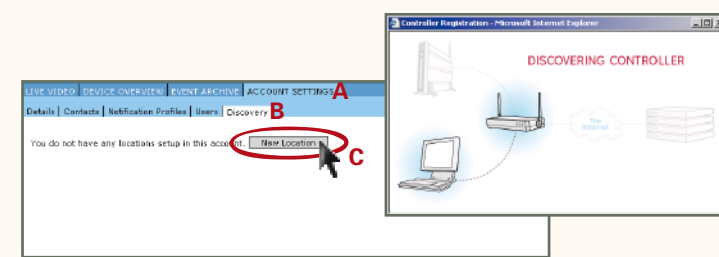 Controller Registration - Microsoft Internet Explorer
DISCOVERING CONTROLLER
The Internet
LIVE VIDEO DEVICE OVERVIEW EVENT ARCHIVE ACCOUNT SETTINGS A
Details Contacts Notification Profiles Users Discovery B
You do not have any locations setup in this account. New Location C